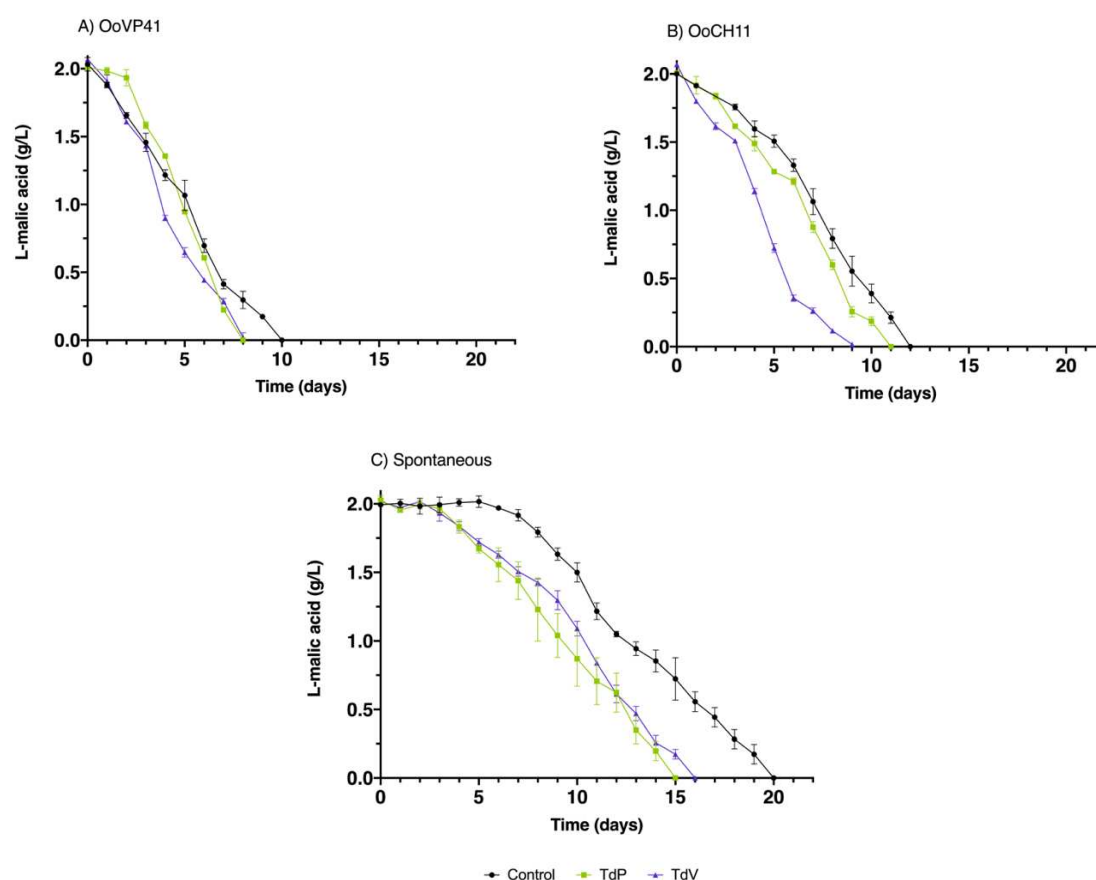 A) OoVP41
L-malic acid (g/L)
2.0
1.5
1.0
0.5
0.0
0 5 10 15 20
Time (days)
B) OoCH11
L-malic acid (g/L)
2.0
1.5
1.0
0.5
0.0
0 5 10 15 20
Time (days)
C) Spontaneous
L-malic acid (g/L)
2.0
1.5
1.0
0.5
0.0
0 5 10 15 20
Time (days)
Control TdP TdV